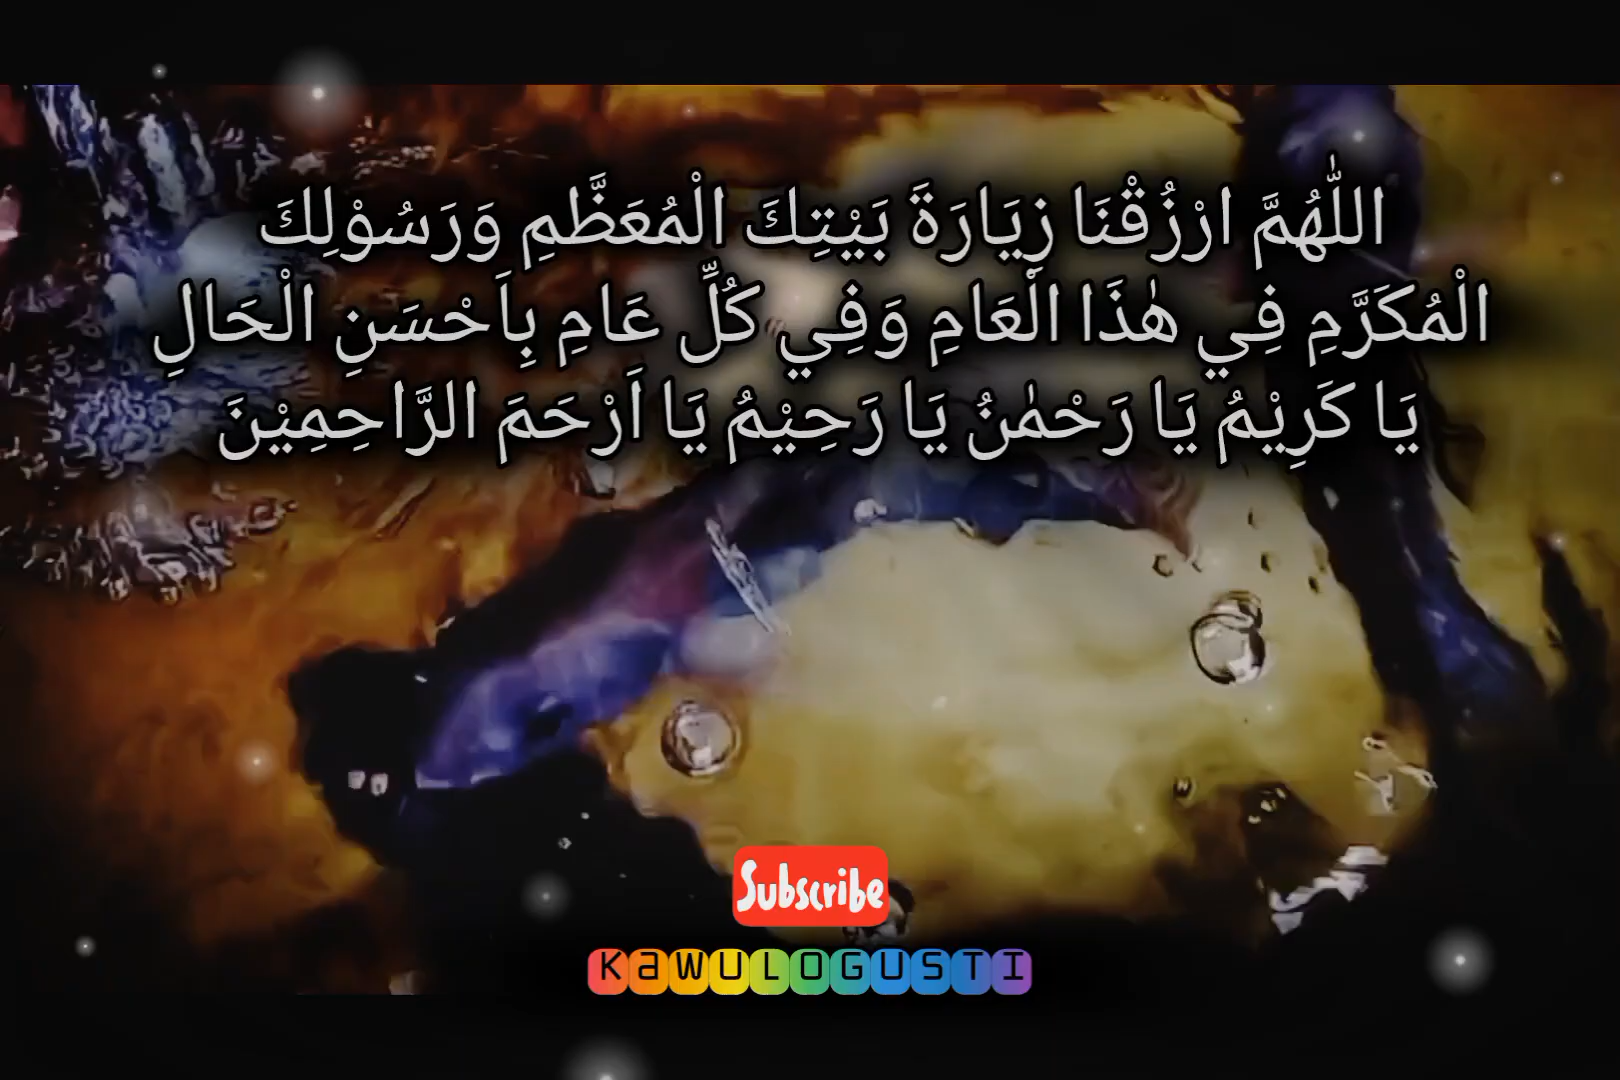 اللّٰهُمَّ ارْزُقْنَا زِيَارَةَ بَيْتِكَ الْمُعَظَّمِ وَرَسُوْلِكَ
الْمُكَرَّمِ فِي هٰذَا الْعَامِ وَفِي كُلِّ عَامِ بِاَحْسَنِ الْحَالِ
يَا كَرِيْمُ يَا رَحْمٰنُ يَا رَحِيْمُ يَا اَرْحَمَ الرَّاحِمِيْنَ
Subscribe
KaWULOGUSTI